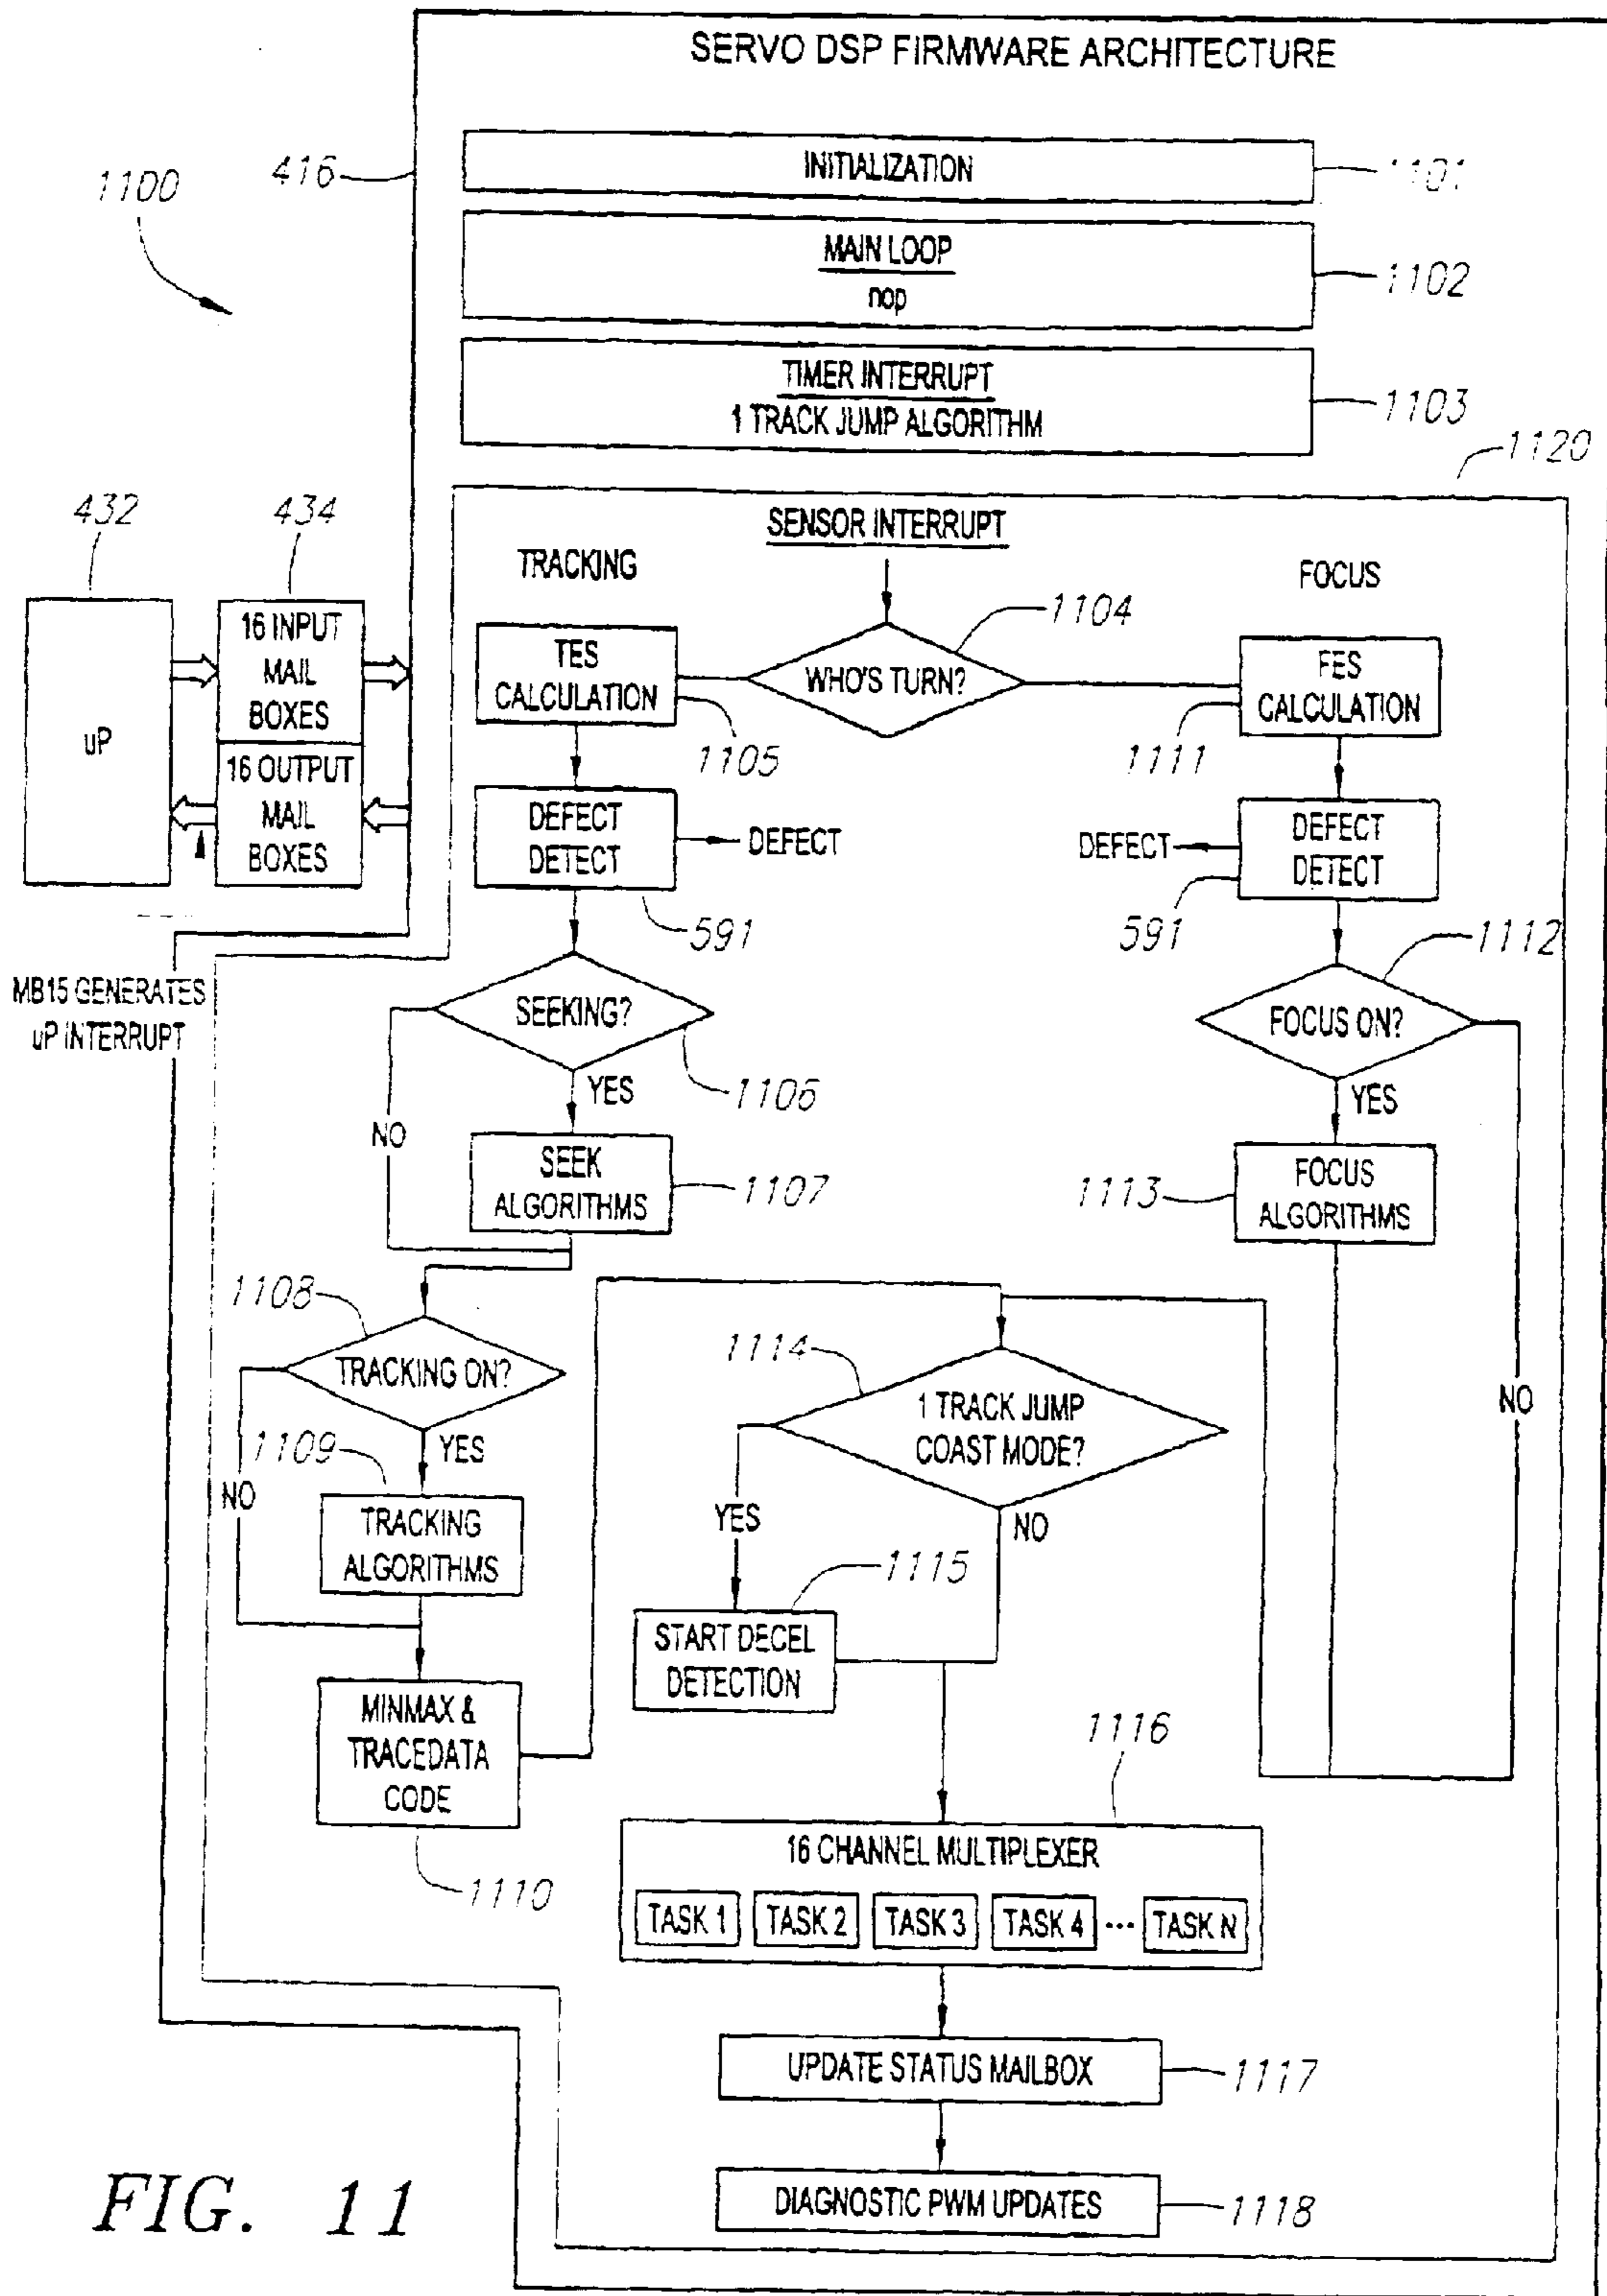 SERVO DSP FIRMWARE ARCHITECTURE
1100
416
INITIALIZATION
1101
MAIN LOOP
nop
1102
TIMER INTERRUPT
1 TRACK JUMP ALGORITHM
1103
1120
432
434
uP
16 INPUT
MAIL
BOXES
16 OUTPUT
MAIL
BOXES
MB15 GENERATES
uP INTERRUPT
SENSOR INTERRUPT
TRACKING
FOCUS
1104
WHO'S TURN?
TES
CALCULATION
1105
FES
CALCULATION
1111
DEFECT
DETECT
DEFECT
591
DEFECT
DEFECT
DETECT
591
SEEKING?
1106
YES
NO
SEEK
ALGORITHMS
1107
1112
FOCUS ON?
YES
NO
FOCUS
ALGORITHMS
1113
1108
TRACKING ON?
YES
NO
1109
TRACKING
ALGORITHMS
MINMAX &
TRACEDATA
CODE
1110
1114
1 TRACK JUMP
COAST MODE?
YES
NO
1115
START DECEL
DETECTION
1116
16 CHANNEL MULTIPLEXER
TASK 1 TASK 2 TASK 3 TASK 4 ••• TASK N
UPDATE STATUS MAILBOX
1117
DIAGNOSTIC PWM UPDATES
1118
FIG. 11